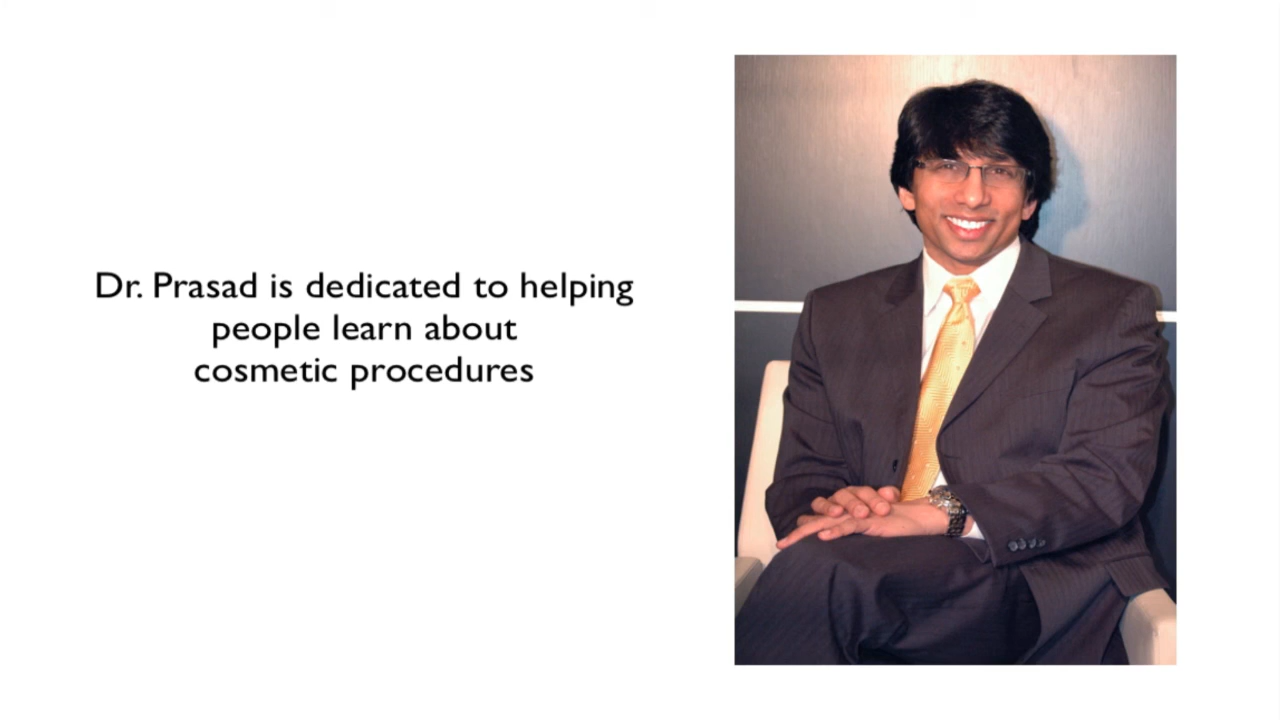 Dr. Prasad is dedicated to helping
people learn about
cosmetic procedures